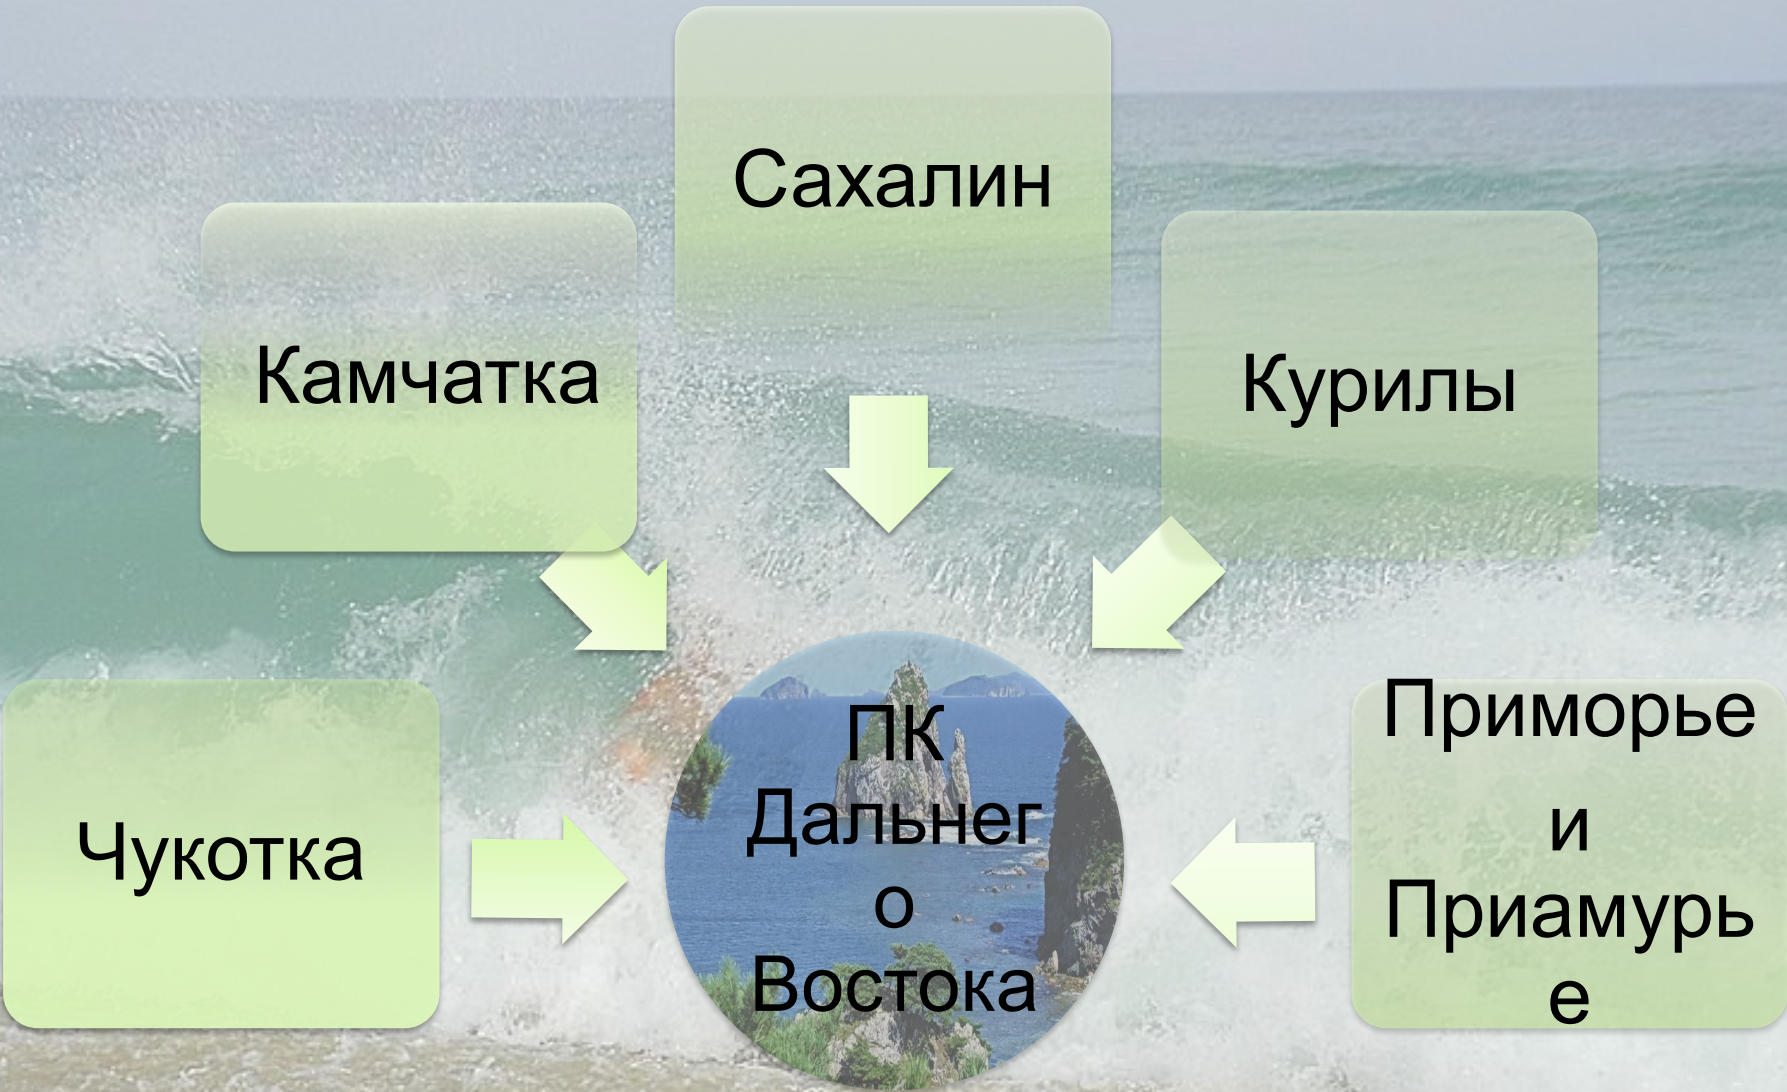 Сахалин
Камчатка
Курилы
Чукотка
ПК
Дальнег
о
Востока
Приморье
и
Приамурь
е